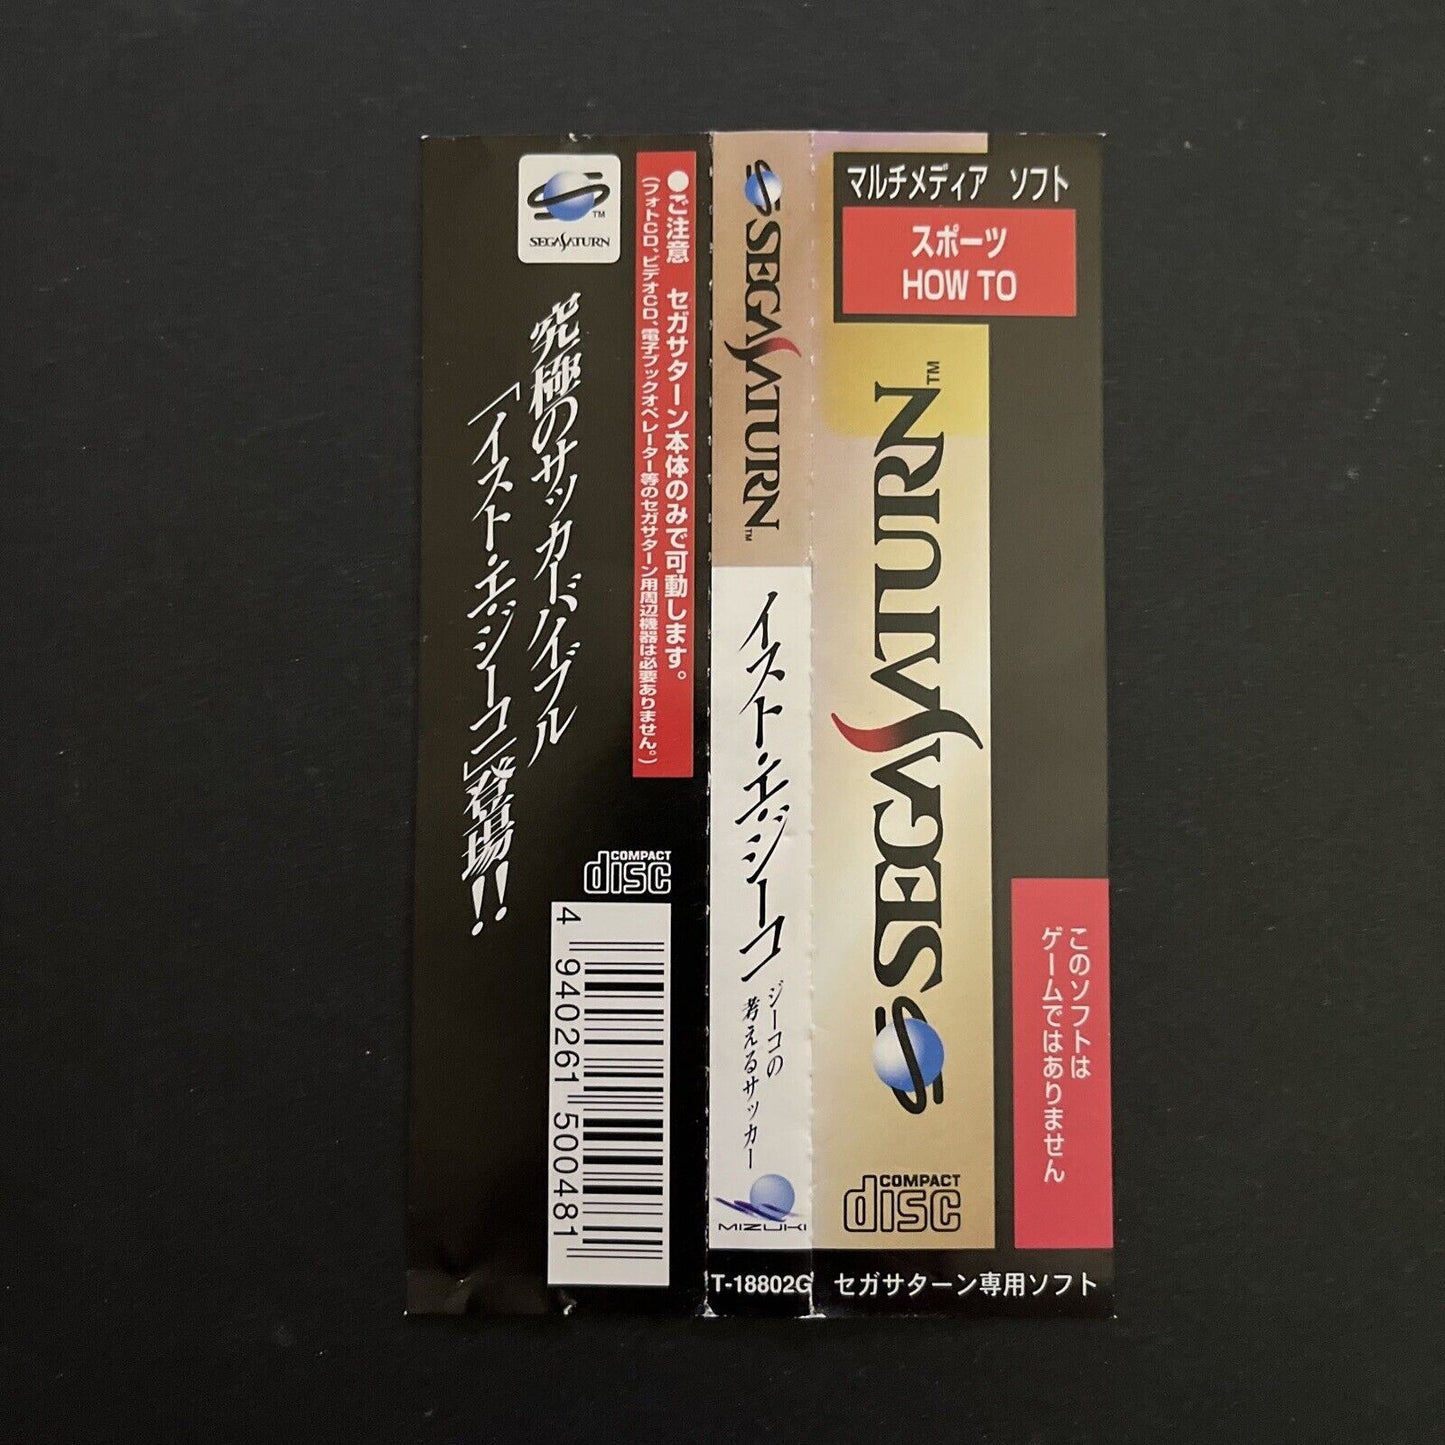 SEGA SATURN™
究極のサッカーバイブル
「イスト・エ・ジーコ」登場!!
●ご注意 セガサターン本体のみで可動します。
(フォトCD、ビデオCD、電子ブックオペレーター等のセガサターン用周辺機器は必要ありません。)
COMPACT
disc
4 940261 500481
SEGA SATURN™
イスト・エ・ジーコ
ジーコの
考えるサッカー
MIZUKI
T-18802G
マルチメディア ソフト
スポーツ
HOW TO
SEGA SATURN™
COMPACT
disc
このソフトは
ゲームではありません
セガサターン専用ソフト